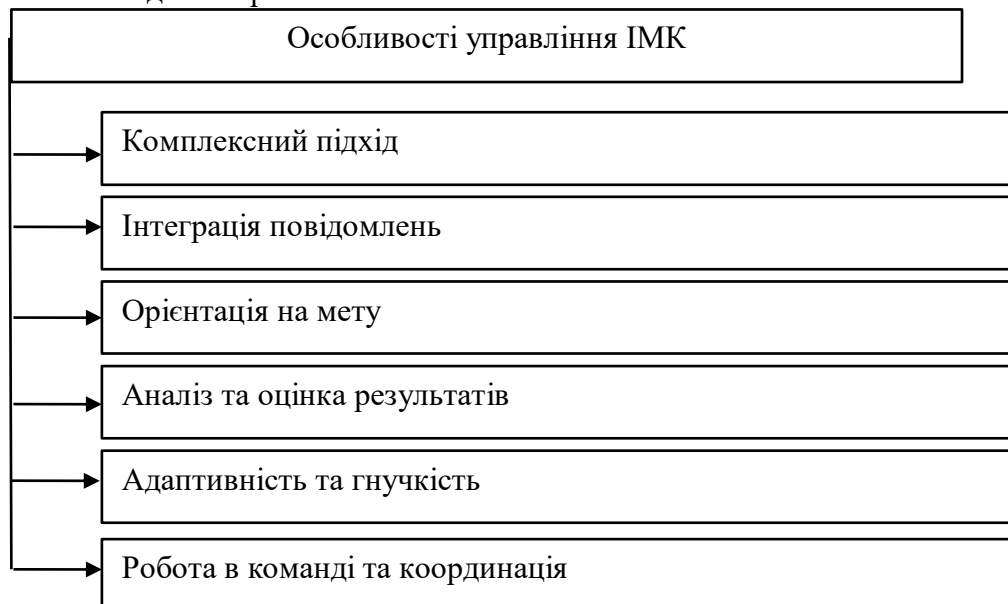 Особливості управління ІМК
Комплексний підхід
Інтеграція повідомлень
Орієнтація на мету
Аналіз та оцінка результатів
Адаптивність та гнучкість
Робота в команді та координація